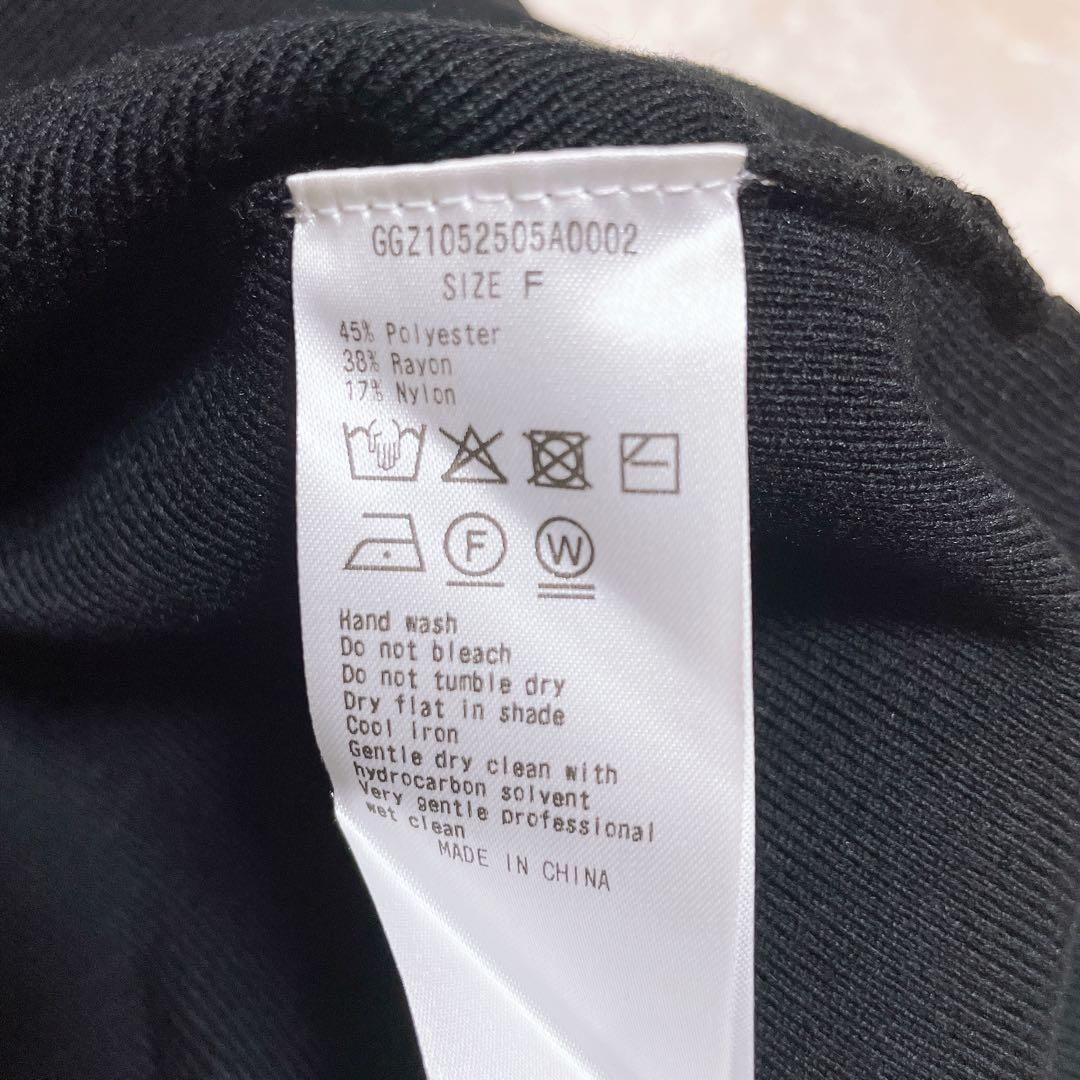 GGZ1052505A0002
SIZE F
45% Polyester
38% Rayon
17% Nylon
F W
Hand wash
Do not bleach
Do not tumble dry
Dry flat in shade
Cool iron
Gentle dry clean with
hydrocarbon solvent
Very gentle professional
wet clean
MADE IN CHINA